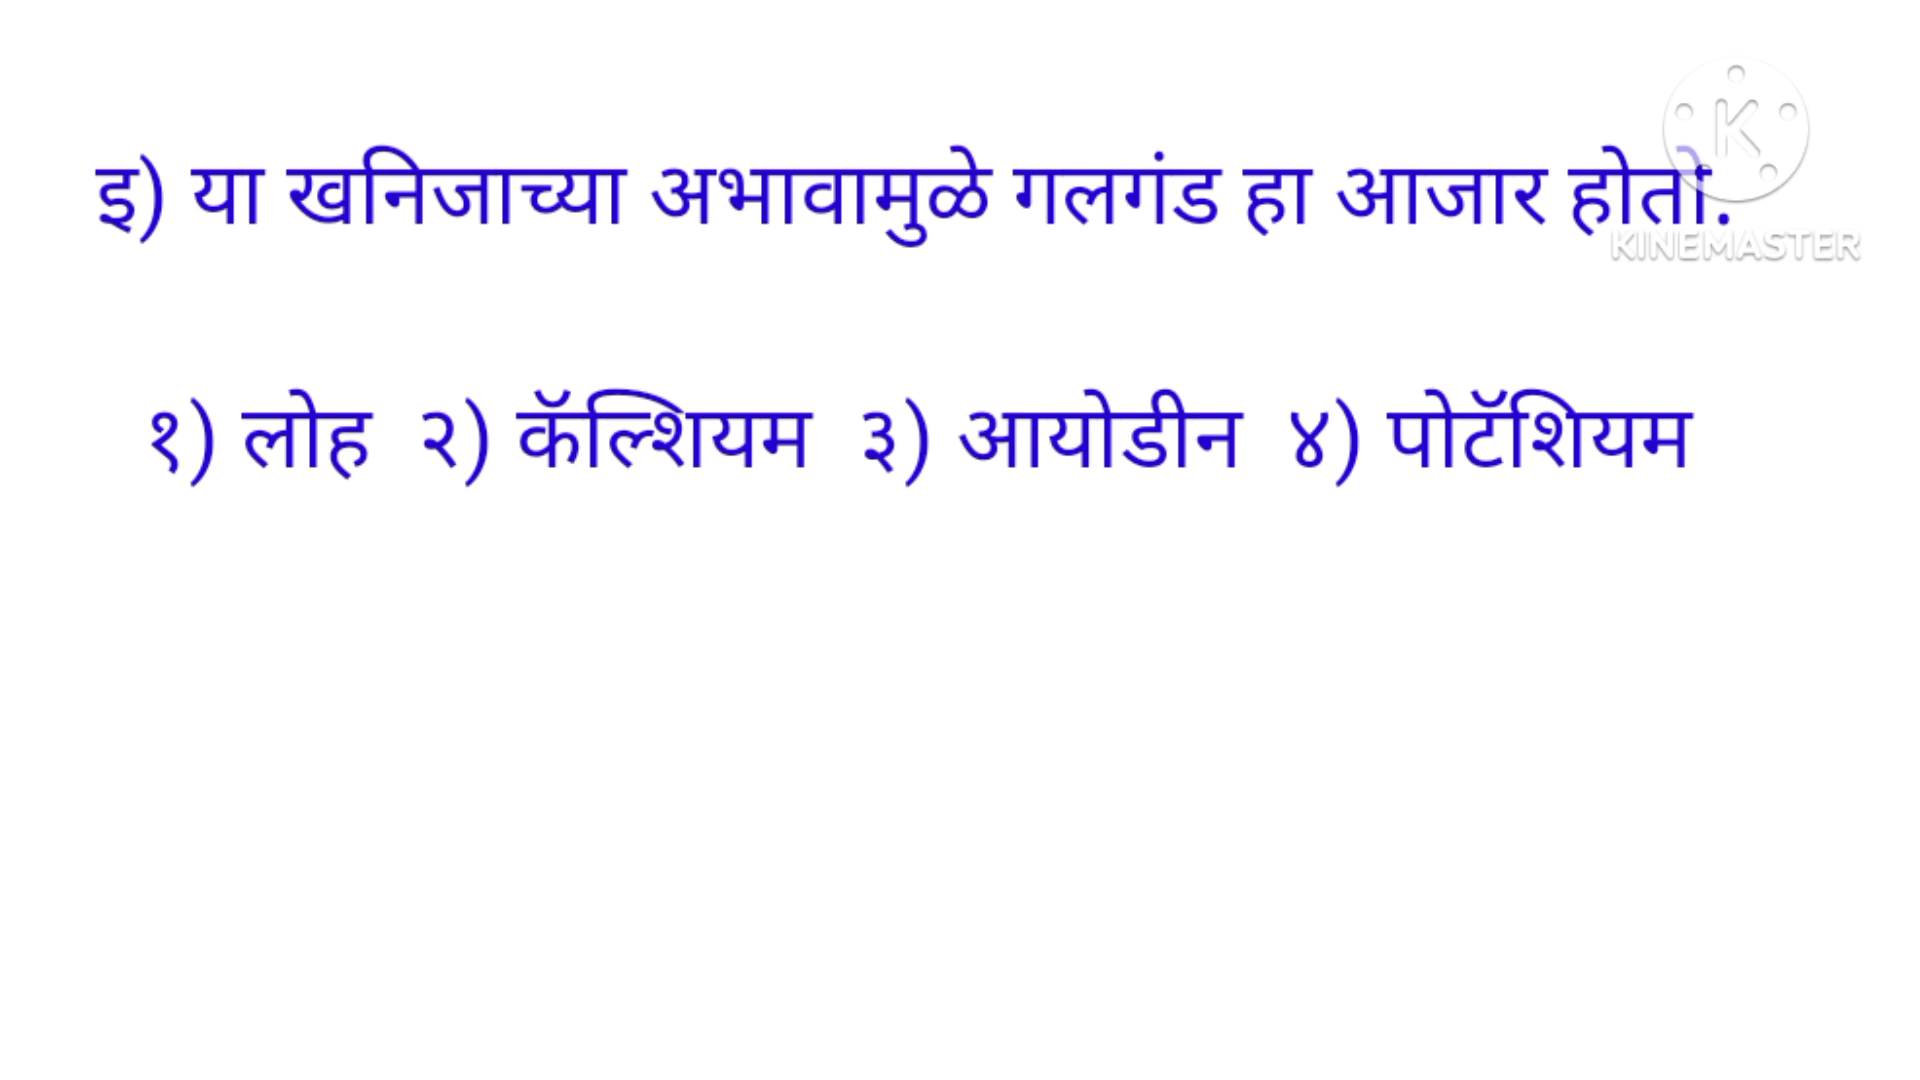 इ) या खनिजाच्या अभावामुळे गलगंड हा आजार होतो.
K
KINEMASTER
१) लोह २) कॅल्शियम ३) आयोडीन ४) पोटॅशियम